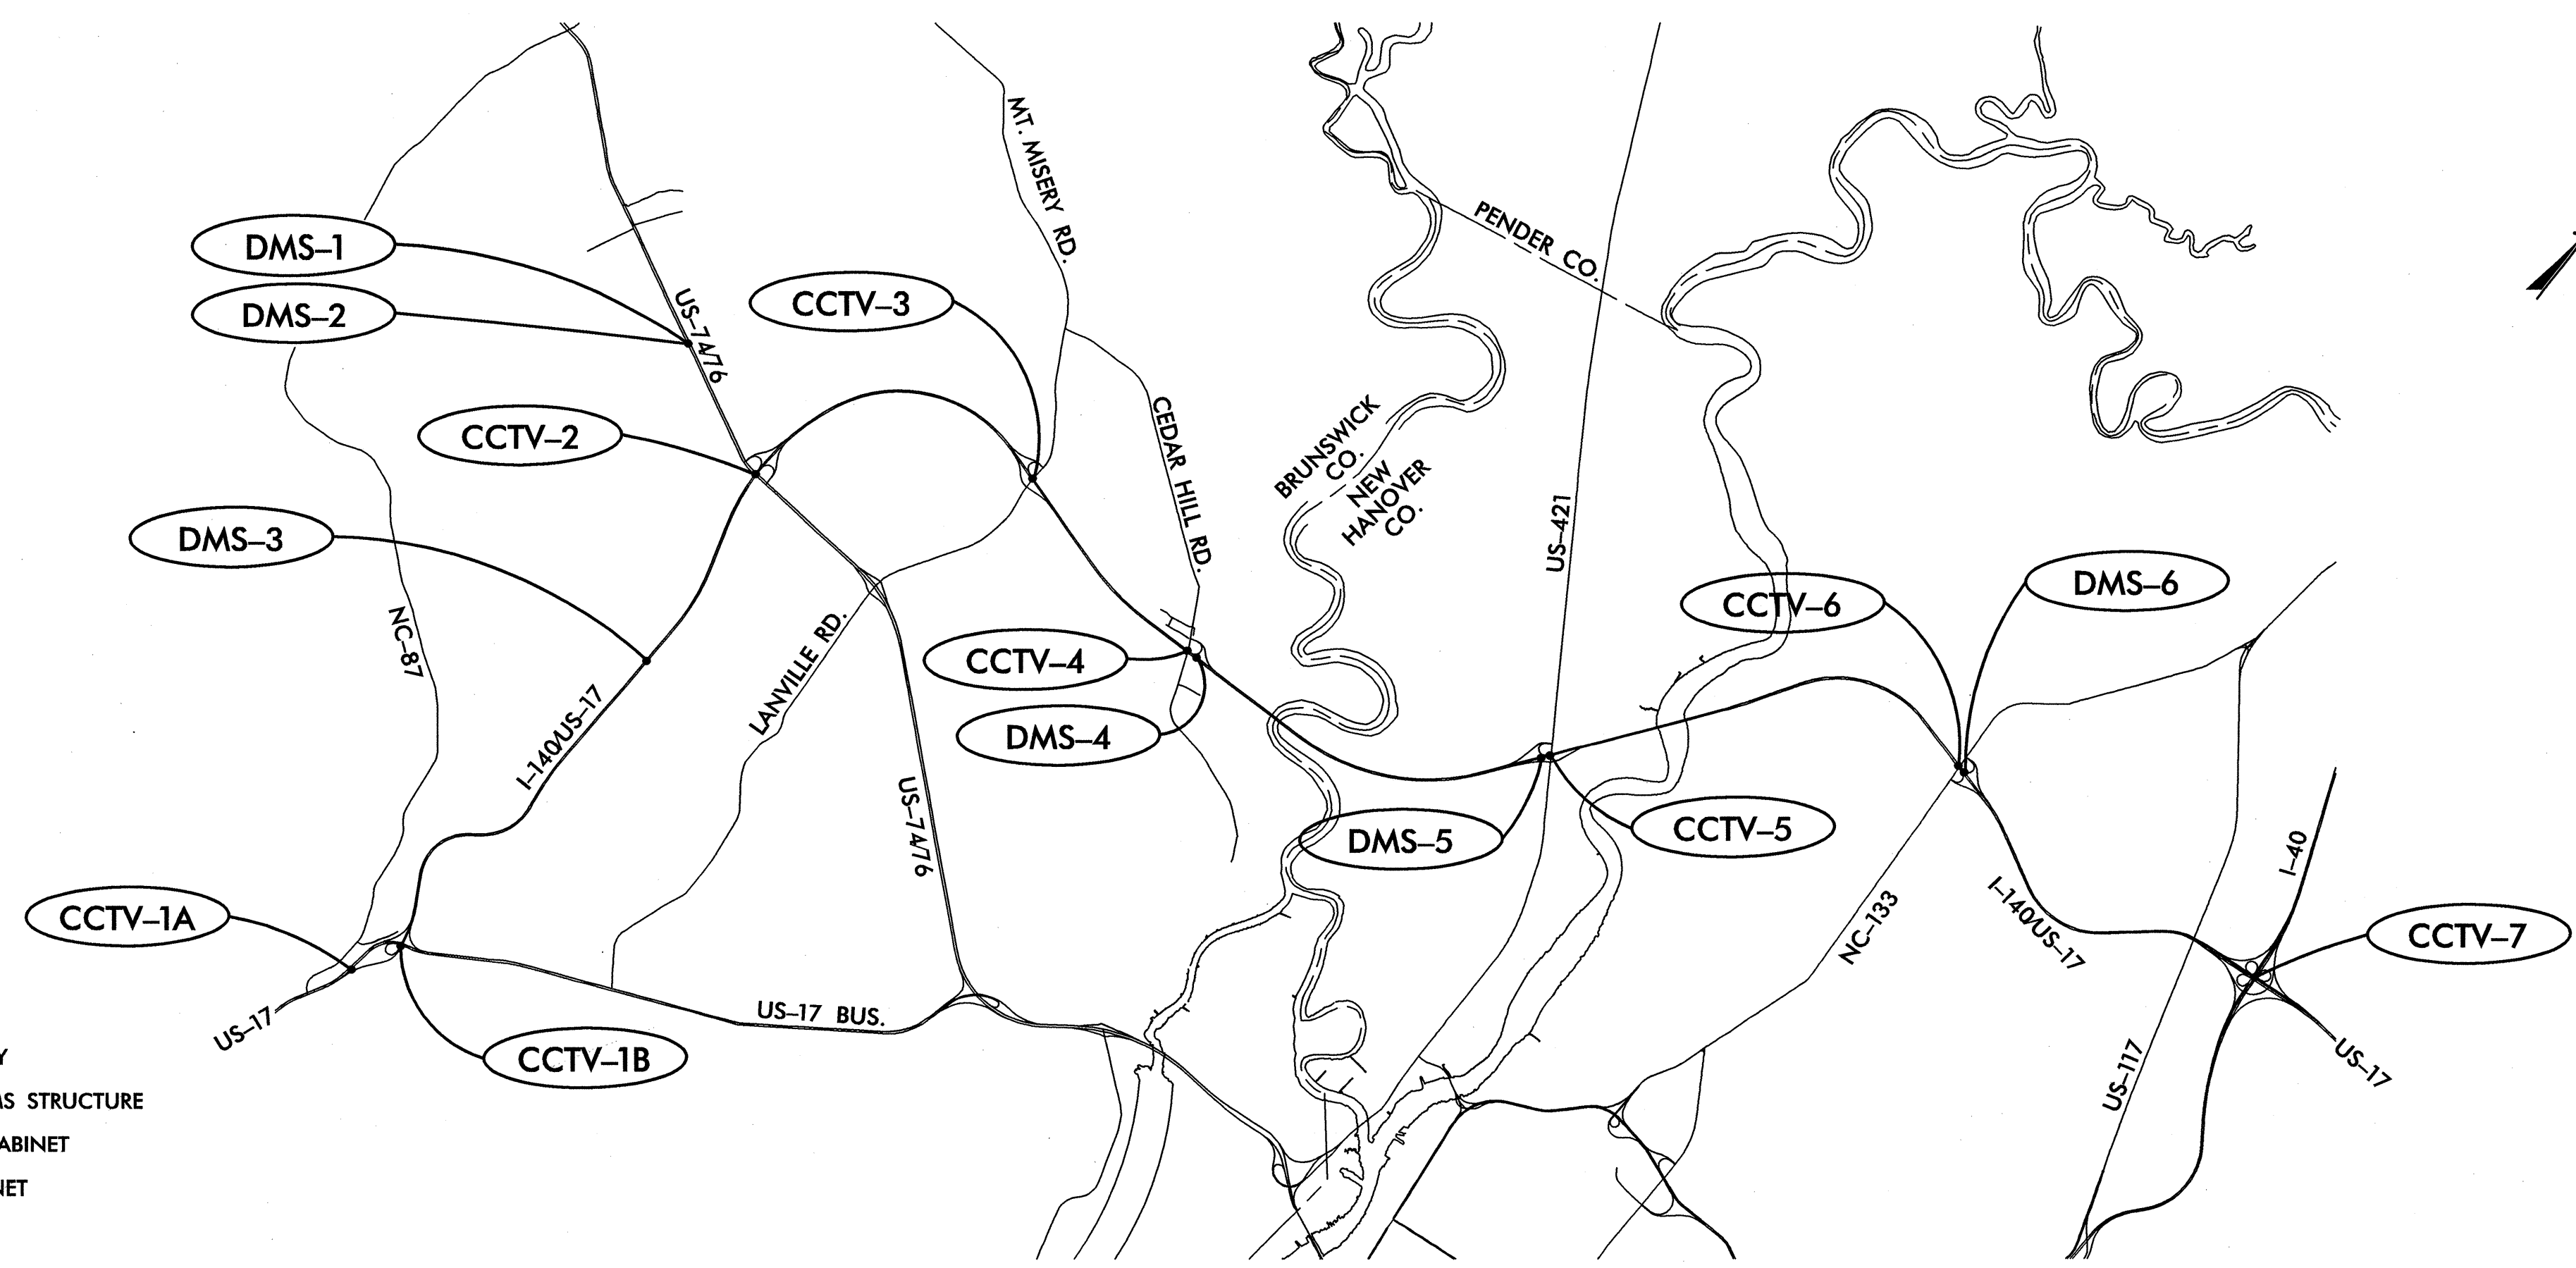 MT. MISERY RD.
PENDER CO.
DMS-1
DMS-2
US-74/76
CCTV-3
CCTV-2
CEDAR HILL RD.
BRUNSWICK
CO.
NEW
HANOVER
CO.
US-421
DMS-3
NC-87
LANVILLE RD.
CCTV-4
DMS-4
CCTV-6
DMS-6
I-140/US-17
US-74/76
DMS-5
CCTV-5
I-40
NC-133
I-140/US-17
CCTV-1A
CCTV-7
US-17
US-17 BUS.
CCTV-1B
US-117
US-17
Y
STRUCTURE